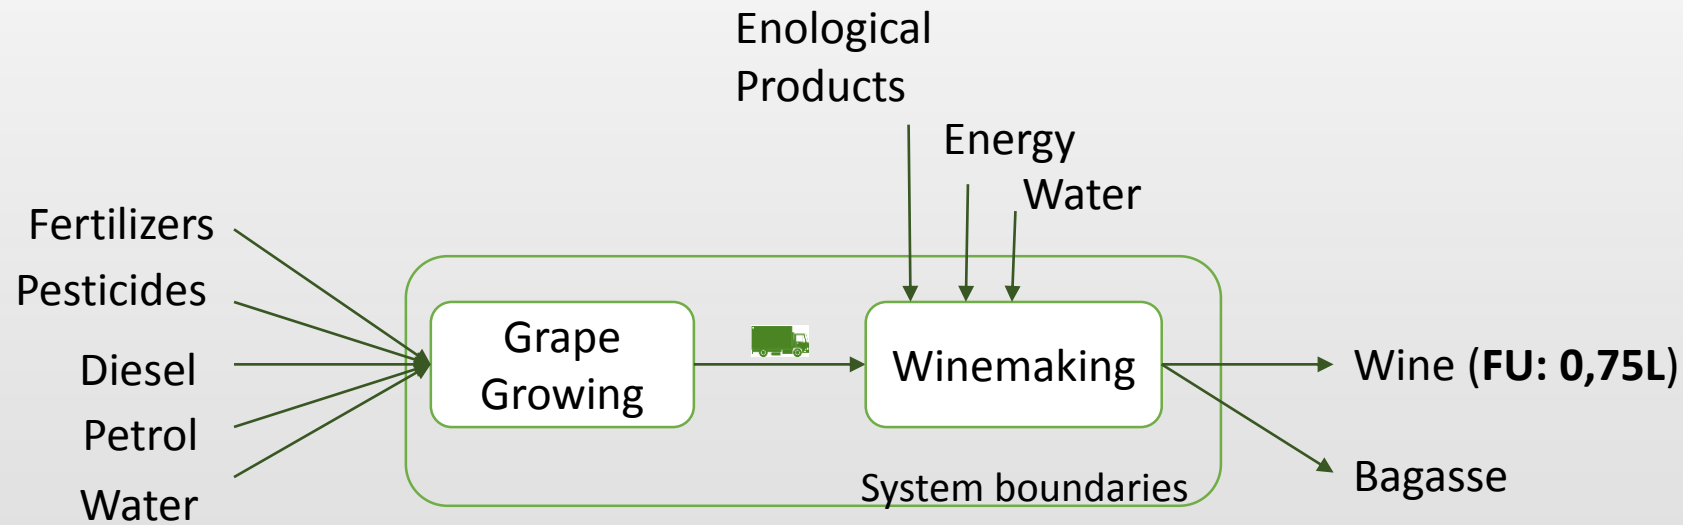 Enological
Products
Energy
Water
Fertilizers
Pesticides
Diesel
Petrol
Water
Grape
Growing
Winemaking
System boundaries
Wine (FU: 0,75L)
Bagasse